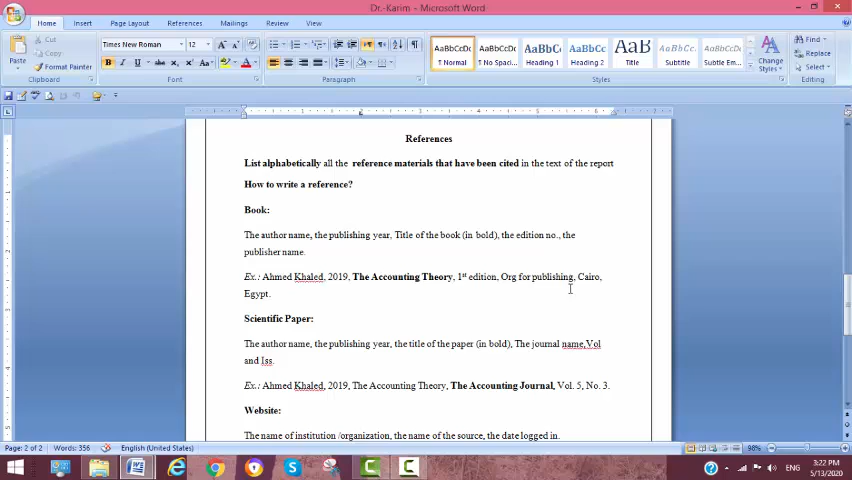 Dr.-Karim - Microsoft Word
Home Insert Page Layout References Mailings Review View
Paste
Cut
Copy
Format Painter
Clipboard
Times New Roman 12
Font
Paragraph
AaBbCcDc AaBbCcDc AaBbC AaBbCc AaB AaBbCc. AaBbCcDc
T Normal T No Spaci... Heading 1 Heading 2 Title Subtitle Subtle Em...
Change Styles
Styles
Find
Replace
Select
Editing
References
List alphabetically all the reference materials that have been cited in the text of the report
How to write a reference?
Book:
The author name, the publishing year, Title of the book (in bold), the edition no., the
publisher name.
Ex.: Ahmed Khaled, 2019, The Accounting Theory, 1st edition, Org for publishing, Cairo,
Egypt.
Scientific Paper:
The author name, the publishing year, the title of the paper (in bold), The journal name,Vol
and Iss.
Ex.: Ahmed Khaled, 2019, The Accounting Theory, The Accounting Journal, Vol. 5, No. 3.
Website:
The name of institution /organization, the name of the source, the date logged in.
Page: 2 of 2 Words: 356 English (United States) 98%
ENG 3:22 PM
5/13/2020